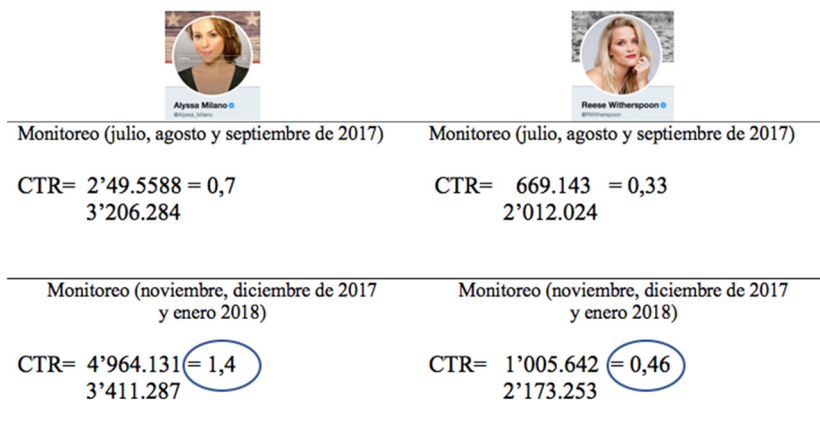 Alyssa Milano
@Alyssa_Milano
Monitoreo (julio, agosto y septiembre de 2017)
CTR= 2’49.5588 = 0,7
3’206.284
Reese Witherspoon
@RWitherspoon
Monitoreo (julio, agosto y septiembre de 2017)
CTR= 669.143 = 0,33
2’012.024
Monitoreo (noviembre, diciembre de 2017
y enero 2018)
CTR= 4’964.131 = 1,4
3’411.287
Monitoreo (noviembre, diciembre de 2017
y enero 2018)
CTR= 1’005.642 = 0,46
2’173.253